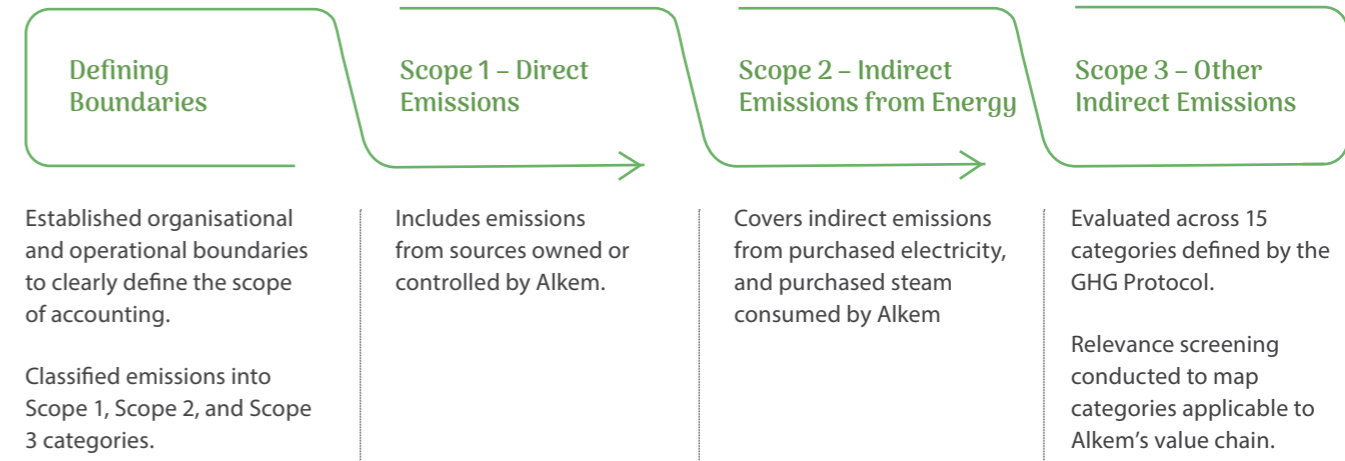 Defining
Boundaries
Established organisational
and operational boundaries
to clearly define the scope
of accounting.
Classified emissions into
Scope 1, Scope 2, and Scope
3 categories.
Scope 1 – Direct
Emissions
Includes emissions
from sources owned or
controlled by Alkem.
Scope 2 – Indirect
Emissions from Energy
Covers indirect emissions
from purchased electricity,
and purchased steam
consumed by Alkem
Scope 3 – Other
Indirect Emissions
Evaluated across 15
categories defined by the
GHG Protocol.
Relevance screening
conducted to map
categories applicable to
Alkem’s value chain.